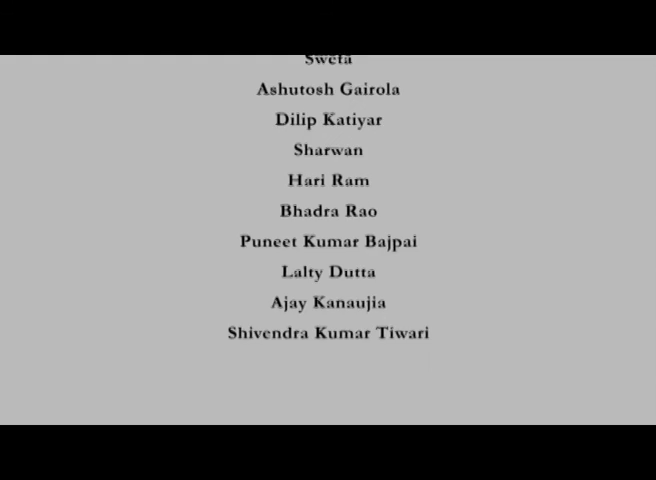 Sweta
Ashutosh Gairola
Dilip Katiyar
Sharwan
Hari Ram
Bhadra Rao
Puneet Kumar Bajpai
Lalty Dutta
Ajay Kanaujia
Shivendra Kumar Tiwari